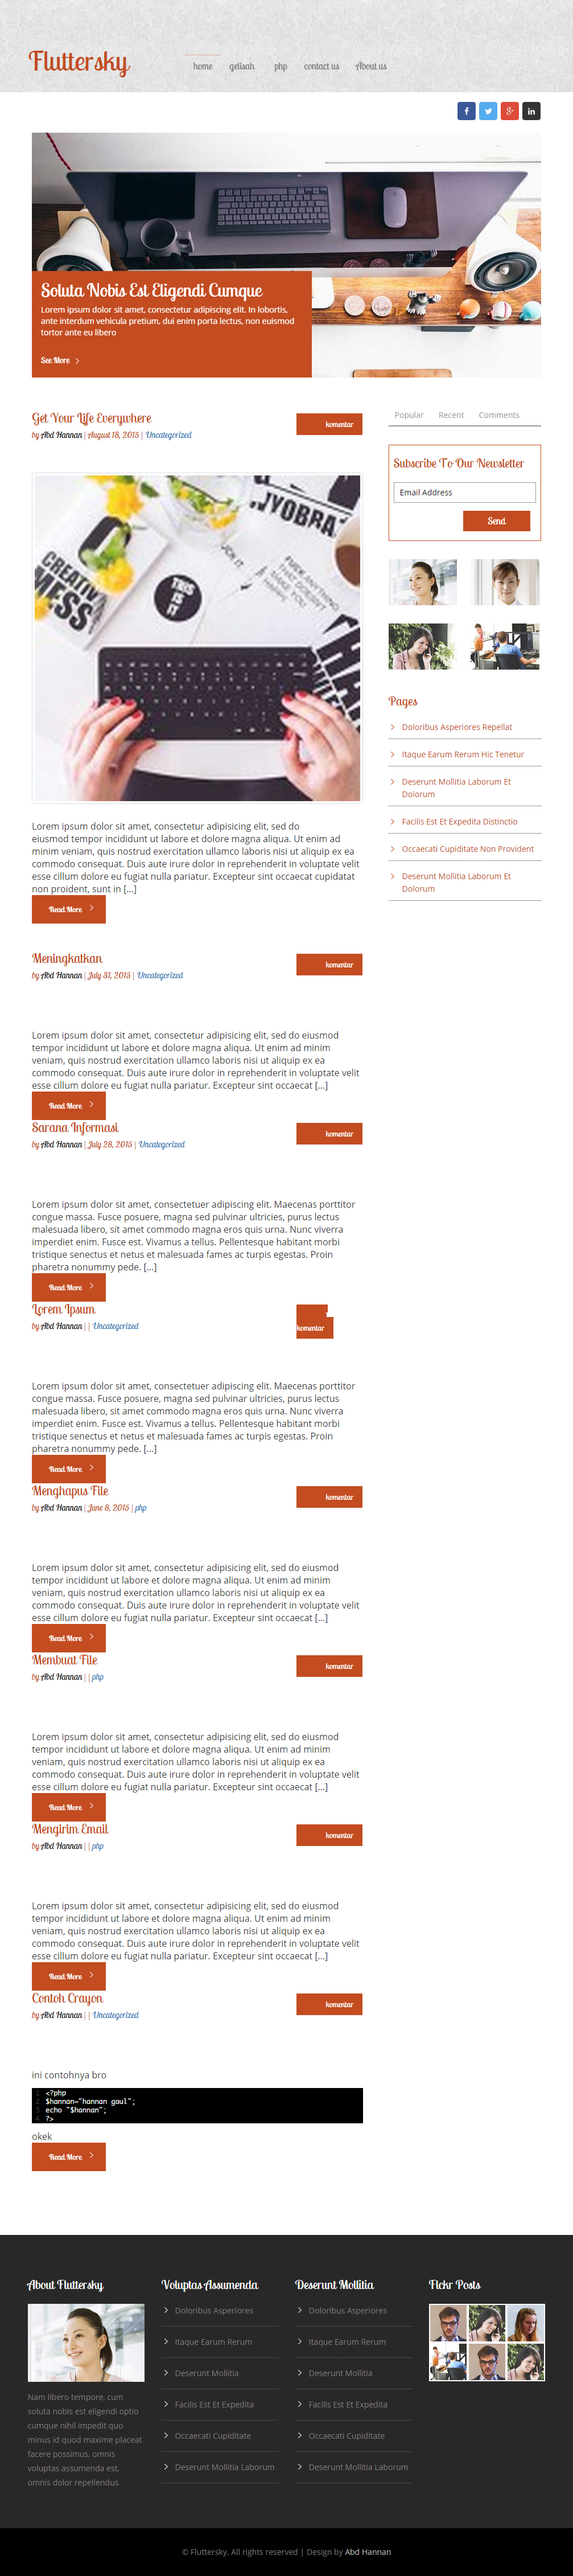 Fluttersky
home gelisah php contact us About us
Soluta Nobis Est Eligendi Cumque
Lorem ipsum dolor sit amet, consectetur adipiscing elit. In lobortis,
ante interdum vehicula pretium, dui enim porta lectus, non euismod
tortor ante eu libero
See More
Get Your Life Everywhere
komentar
by Abd Hannan | August 18, 2015 | Uncategorized
CREATIVE
MESS
THIS
IS IT!
Lorem ipsum dolor sit amet, consectetur adipisicing elit, sed do
eiusmod tempor incididunt ut labore et dolore magna aliqua. Ut enim ad
minim veniam, quis nostrud exercitation ullamco laboris nisi ut aliquip ex ea
commodo consequat. Duis aute irure dolor in reprehenderit in voluptate velit
esse cillum dolore eu fugiat nulla pariatur. Excepteur sint occaecat cupidatat
non proident, sunt in [...]
Read More
Meningkatkan
komentar
by Abd Hannan | July 31, 2015 | Uncategorized
Lorem ipsum dolor sit amet, consectetur adipisicing elit, sed do eiusmod
tempor incididunt ut labore et dolore magna aliqua. Ut enim ad minim
veniam, quis nostrud exercitation ullamco laboris nisi ut aliquip ex ea
commodo consequat. Duis aute irure dolor in reprehenderit in voluptate velit
esse cillum dolore eu fugiat nulla pariatur. Excepteur sint occaecat [...]
Read More
Sarana Informasi
komentar
by Abd Hannan | July 28, 2015 | Uncategorized
Lorem ipsum dolor sit amet, consectetuer adipiscing elit. Maecenas porttitor
congue massa. Fusce posuere, magna sed pulvinar ultricies, purus lectus
malesuada libero, sit amet commodo magna eros quis urna. Nunc viverra
imperdiet enim. Fusce est. Vivamus a tellus. Pellentesque habitant morbi
tristique senectus et netus et malesuada fames ac turpis egestas. Proin
pharetra nonummy pede. [...]
Read More
Lorem Ipsum
komentar
by Abd Hannan | | Uncategorized
Lorem ipsum dolor sit amet, consectetuer adipiscing elit. Maecenas porttitor
congue massa. Fusce posuere, magna sed pulvinar ultricies, purus lectus
malesuada libero, sit amet commodo magna eros quis urna. Nunc viverra
imperdiet enim. Fusce est. Vivamus a tellus. Pellentesque habitant morbi
tristique senectus et netus et malesuada fames ac turpis egestas. Proin
pharetra nonummy pede. [...]
Read More
Menghapus File
komentar
by Abd Hannan | June 8, 2015 | php
Lorem ipsum dolor sit amet, consectetur adipisicing elit, sed do eiusmod
tempor incididunt ut labore et dolore magna aliqua. Ut enim ad minim
veniam, quis nostrud exercitation ullamco laboris nisi ut aliquip ex ea
commodo consequat. Duis aute irure dolor in reprehenderit in voluptate velit
esse cillum dolore eu fugiat nulla pariatur. Excepteur sint occaecat [...]
Read More
Membuat File
komentar
by Abd Hannan | | php
Lorem ipsum dolor sit amet, consectetur adipisicing elit, sed do eiusmod
tempor incididunt ut labore et dolore magna aliqua. Ut enim ad minim
veniam, quis nostrud exercitation ullamco laboris nisi ut aliquip ex ea
commodo consequat. Duis aute irure dolor in reprehenderit in voluptate velit
esse cillum dolore eu fugiat nulla pariatur. Excepteur sint occaecat [...]
Read More
Mengirim Email
komentar
by Abd Hannan | | php
Lorem ipsum dolor sit amet, consectetur adipisicing elit, sed do eiusmod
tempor incididunt ut labore et dolore magna aliqua. Ut enim ad minim
veniam, quis nostrud exercitation ullamco laboris nisi ut aliquip ex ea
commodo consequat. Duis aute irure dolor in reprehenderit in voluptate velit
esse cillum dolore eu fugiat nulla pariatur. Excepteur sint occaecat [...]
Read More
Contoh Crayon
komentar
by Abd Hannan | | Uncategorized
ini contohnya bro
1 <?php
2 $hannan="hannan gaul";
3 echo "$hannan";
4 ?>
okek
Read More
Popular Recent Comments
Subscribe To Our Newsletter
Email Address
Send
Pages
Doloribus Asperiores Repellat
Itaque Earum Rerum Hic Tenetur
Deserunt Mollitia Laborum Et
Dolorum
Facilis Est Et Expedita Distinctio
Occaecati Cupiditate Non Provident
Deserunt Mollitia Laborum Et
Dolorum
About Fluttersky
Nam libero tempore, cum
soluta nobis est eligendi optio
cumque nihil impedit quo
minus id quod maxime placeat
facere possimus, omnis
voluptas assumenda est,
omnis dolor repellendus
Voluptas Assumenda
Doloribus Asperiores
Itaque Earum Rerum
Deserunt Mollitia
Facilis Est Et Expedita
Occaecati Cupiditate
Deserunt Mollitia Laborum
Deserunt Mollitia
Doloribus Asperiores
Itaque Earum Rerum
Deserunt Mollitia
Facilis Est Et Expedita
Occaecati Cupiditate
Deserunt Mollitia Laborum
Flckr Posts
© Fluttersky. All rights reserved | Design by Abd Hannan